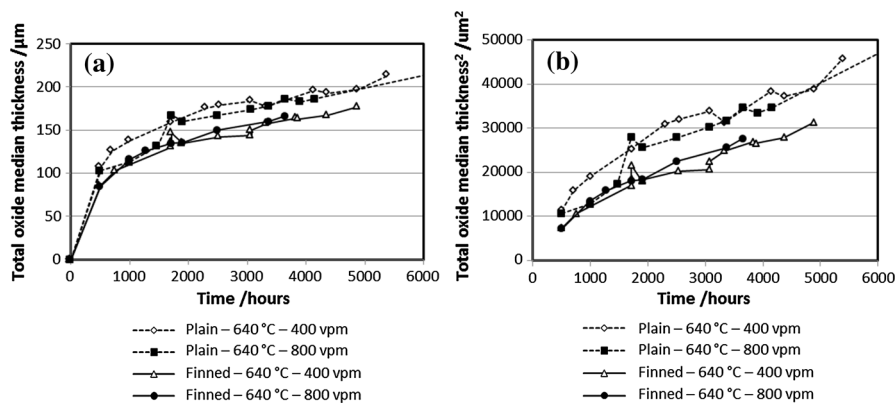 (a)
Total oxide median thickness /µm
250
200
150
100
50
0
0
1000
2000
3000
4000
5000
6000
Time /hours
Plain – 640 °C – 400 vpm
Plain – 640 °C – 800 vpm
Finned – 640 °C – 400 vpm
Finned – 640 °C – 800 vpm
(b)
Total oxide median thickness² /um²
50000
40000
30000
20000
10000
0
0
1000
2000
3000
4000
5000
6000
Time /hours
Plain – 640 °C – 400 vpm
Plain – 640 °C – 800 vpm
Finned – 640 °C – 400 vpm
Finned – 640 °C – 800 vpm